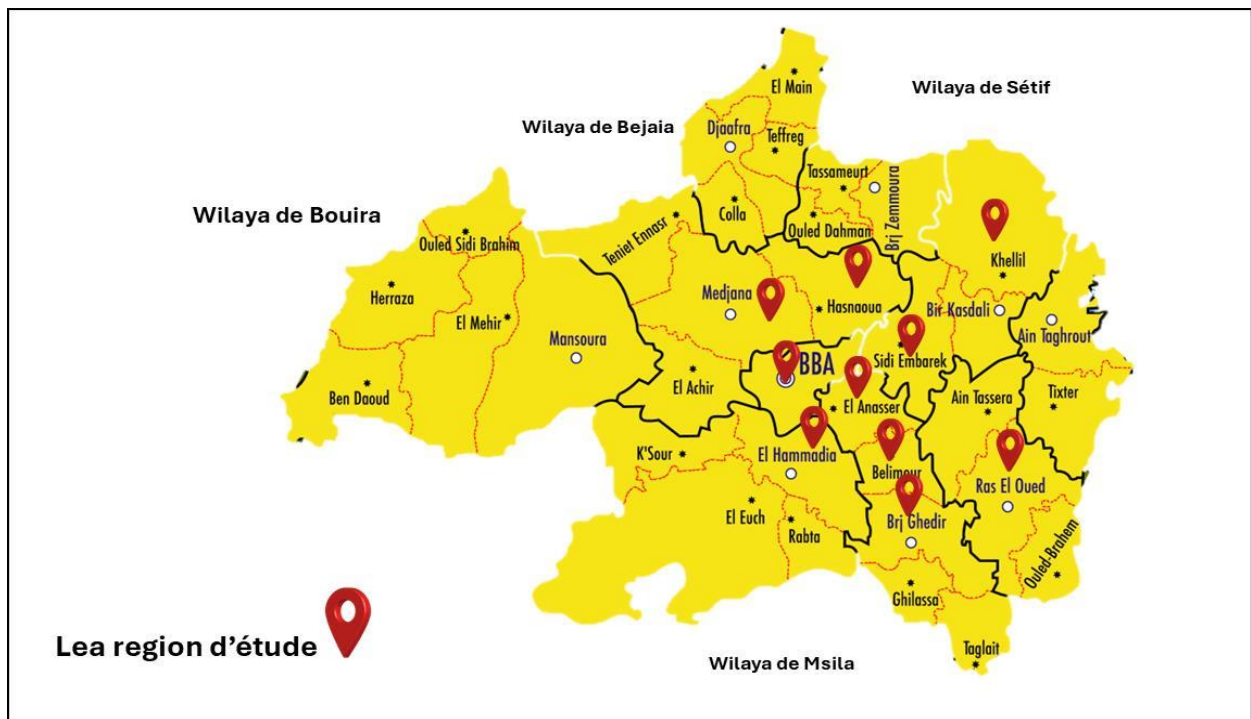 El Main
Wilaya de Sétif
Wilaya de Bejaia
Djaafra
Teffreg
Tassameurt
Brj Zemmoura
Wilaya de Bouira
Colla
Ouled Dahman
Teniet Ennasr
Ouled Sidi Brahim
Khellil
Herraza
Medjana
Hasnaoua
Bir Kasdali
El Mehir
Mansoura
Sidi Embarek
Ain Taghrout
BBA
El Achir
Ben Daoud
El Anasser
Ain Tassera
Tixter
K'Sour
El Hammadia
Belimour
Ras El Oued
El Euch
Rabta
Brj Ghedir
Ouled-Brahem
Ghilassa
Lea region d'étude
Taglait
Wilaya de Msila